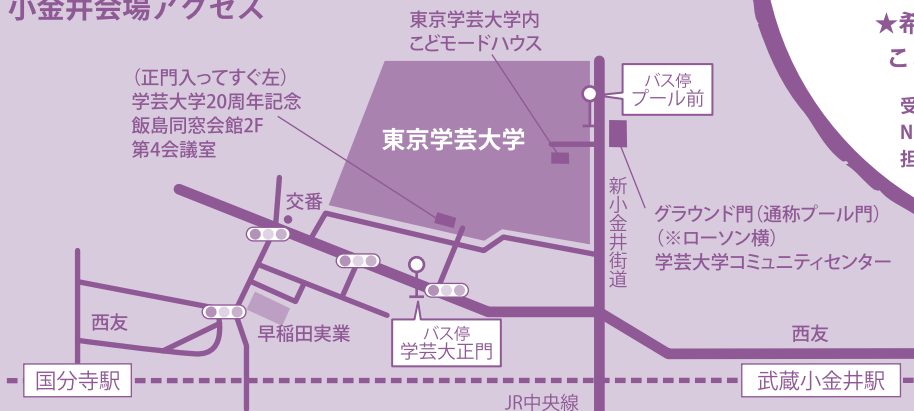 小金井会場アクセス
東京学芸大学内
こどモードハウス
（正門入ってすぐ左）
学芸大学20周年記念
飯島同窓会館2F
第4会議室
東京学芸大学
バス停
プール前
新小金井街道
グラウンド門（通称プール門）
（※ローソン横）
学芸大学コミュニティセンター
交番
西友
早稲田実業
バス停
学芸大正門
西友
国分寺駅
武蔵小金井駅
JR中央線
★希
こ
受
N
担